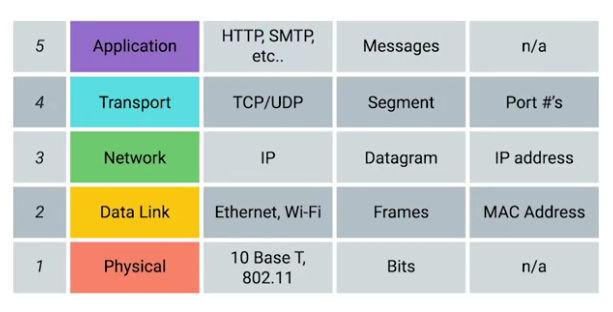 5 Application HTTP, SMTP, etc.. Messages n/a
4 Transport TCP/UDP Segment Port #'s
3 Network IP Datagram IP address
2 Data Link Ethernet, Wi-Fi Frames MAC Address
1 Physical 10 Base T, 802.11 Bits n/a